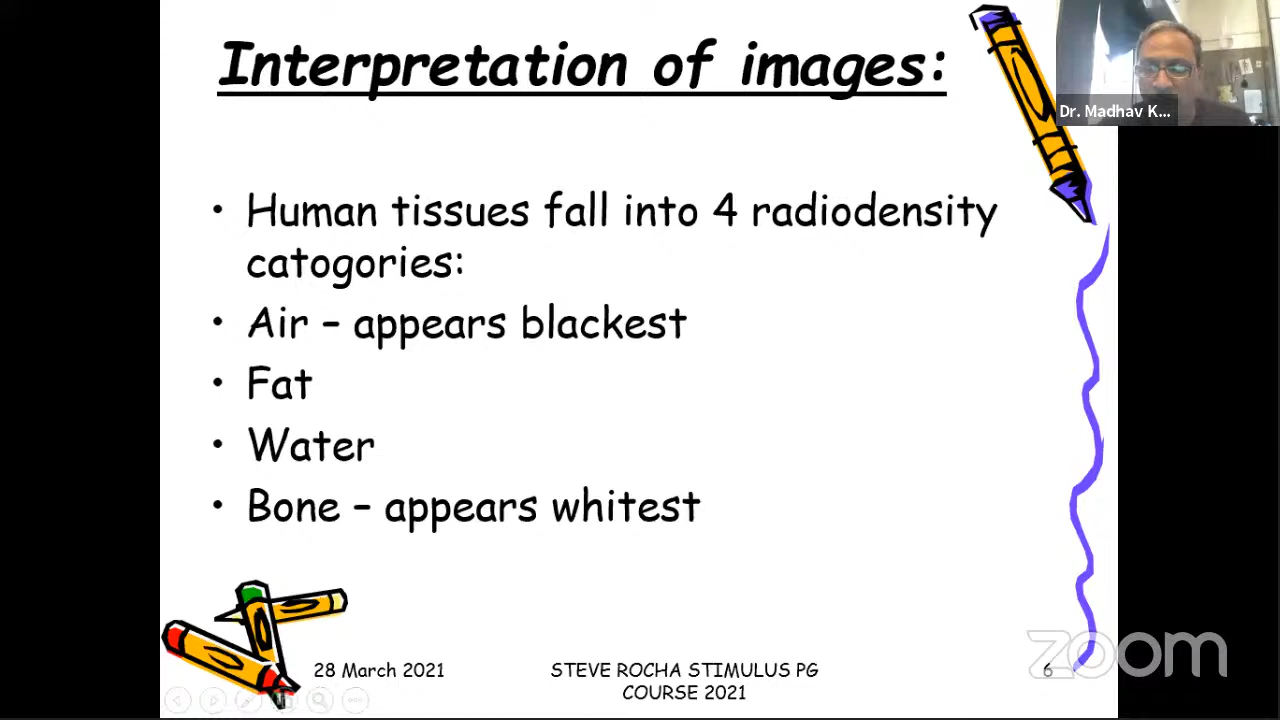 Interpretation of images:
Dr. Madhav K...
• Human tissues fall into 4 radiodensity
catogories:
• Air – appears blackest
• Fat
• Water
• Bone – appears whitest
28 March 2021
STEVE ROCHA STIMULUS PG
COURSE 2021
6
zoom